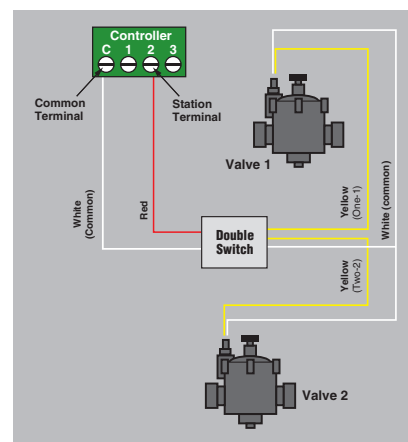 Controller
C 1 2 3
Common
Terminal
Station
Terminal
Valve 1
White
(Common)
Red
Yellow
(One-1)
White (common)
Double
Switch
Yellow
(Two-2)
Valve 2